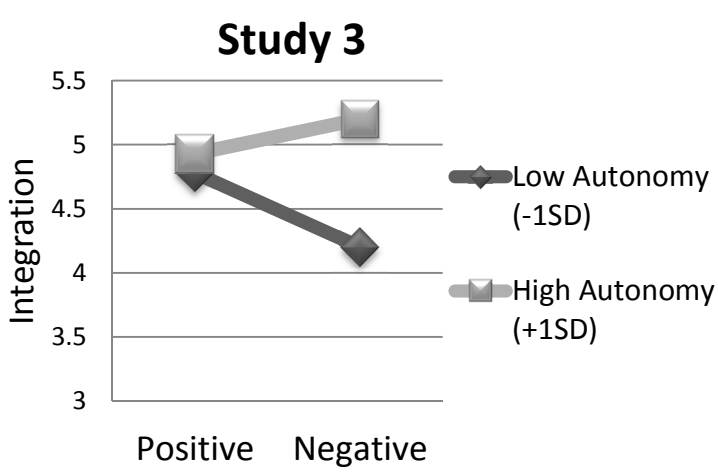 Study 3
5.5
5
4.5
4
3.5
3
Integration
Positive Negative
Low Autonomy
(-1SD)
High Autonomy
(+1SD)